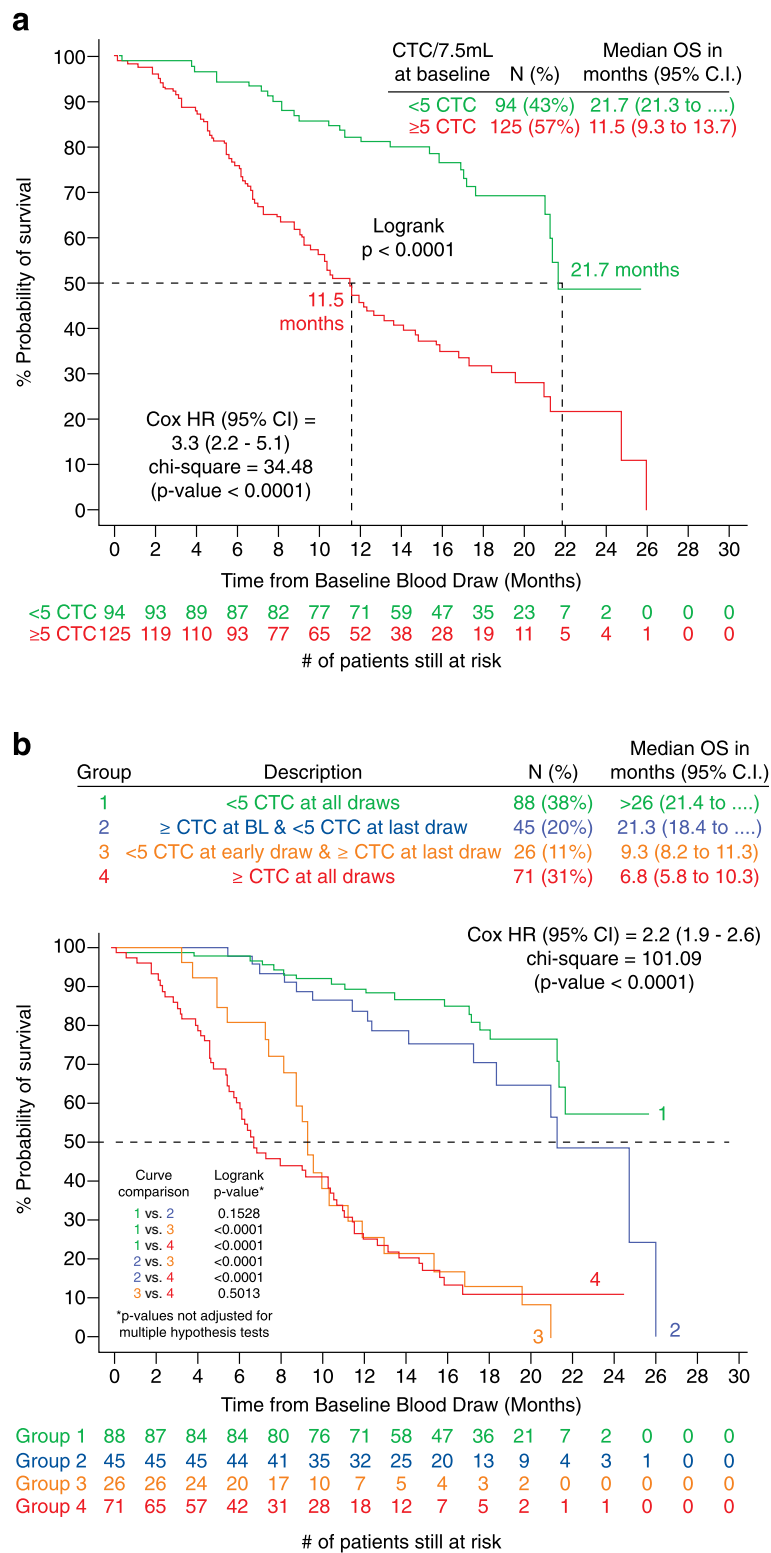 a
CTC/7.5mL Median OS in
at baseline N (%) months (95% C.I.)
<5 CTC 94 (43%) 21.7 (21.3 to ....)
≥5 CTC 125 (57%) 11.5 (9.3 to 13.7)
% Probability of survival
100
90
80
70
60
50
40
30
20
10
0
Logrank
p < 0.0001
21.7 months
11.5
months
Cox HR (95% CI) =
3.3 (2.2 - 5.1)
chi-square = 34.48
(p-value < 0.0001)
0 2 4 6 8 10 12 14 16 18 20 22 24 26 28 30
Time from Baseline Blood Draw (Months)
<5 CTC 94 93 89 87 82 77 71 59 47 35 23 7 2 0 0 0
≥5 CTC 125 119 110 93 77 65 52 38 28 19 11 5 4 1 0 0
# of patients still at risk
b
Median OS in
Group Description N (%) months (95% C.I.)
1 <5 CTC at all draws 88 (38%) >26 (21.4 to ....)
2 ≥ CTC at BL & <5 CTC at last draw 45 (20%) 21.3 (18.4 to ....)
3 <5 CTC at early draw & ≥ CTC at last draw 26 (11%) 9.3 (8.2 to 11.3)
4 ≥ CTC at all draws 71 (31%) 6.8 (5.8 to 10.3)
Cox HR (95% CI) = 2.2 (1.9 - 2.6)
chi-square = 101.09
(p-value < 0.0001)
% Probability of survival
100
90
80
70
60
50
40
30
20
10
0
1
4
3
2
Curve Logrank
comparison p-value*
1 vs. 2 0.1528
1 vs. 3 <0.0001
1 vs. 4 <0.0001
2 vs. 3 <0.0001
2 vs. 4 <0.0001
3 vs. 4 0.5013
*p-values not adjusted for
multiple hypothesis tests
0 2 4 6 8 10 12 14 16 18 20 22 24 26 28 30
Time from Baseline Blood Draw (Months)
Group 1 88 87 84 84 80 76 71 58 47 36 21 7 2 0 0 0
Group 2 45 45 45 44 41 35 32 25 20 13 9 4 3 1 0 0
Group 3 26 26 24 20 17 10 7 5 4 3 2 0 0 0 0 0
Group 4 71 65 57 42 31 28 18 12 7 5 2 1 1 0 0 0
# of patients still at risk